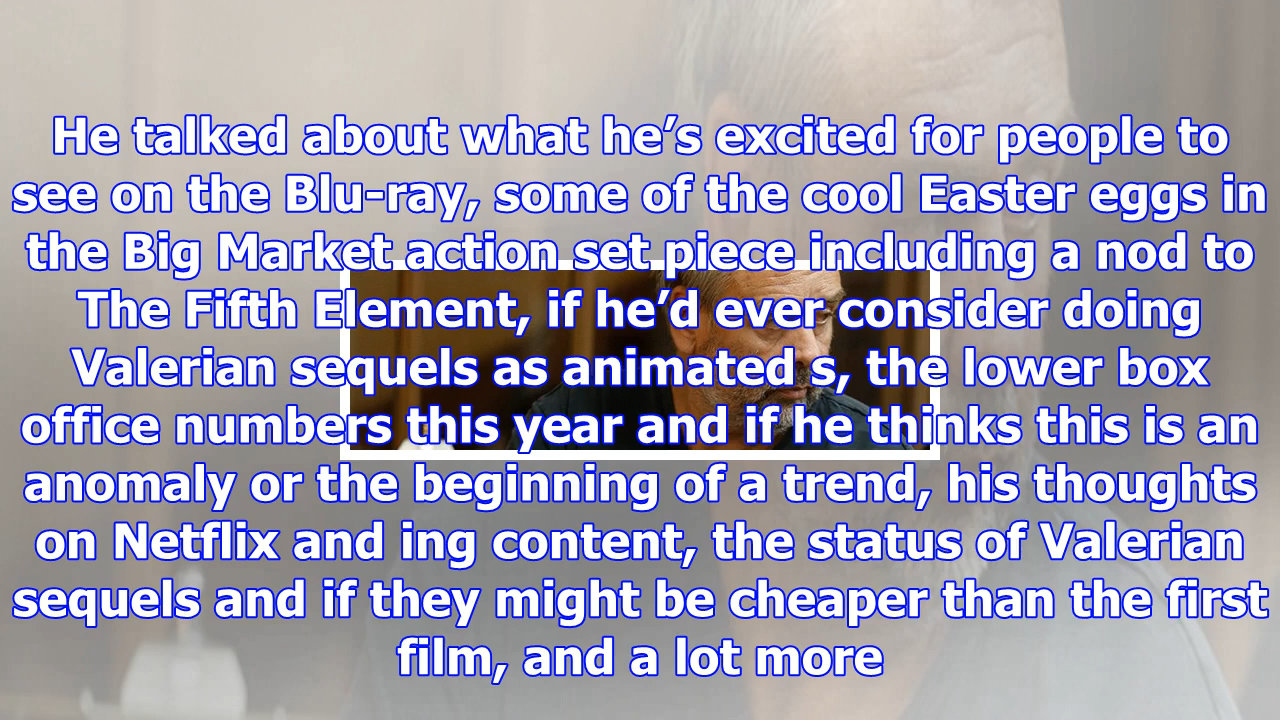 He talked about what he’s excited for people to
see on the Blu-ray, some of the cool Easter eggs in
the Big Market action set piece including a nod to
The Fifth Element, if he’d ever consider doing
Valerian sequels as animated s, the lower box
office numbers this year and if he thinks this is an
anomaly or the beginning of a trend, his thoughts
on Netflix and ing content, the status of Valerian
sequels and if they might be cheaper than the first
film, and a lot more